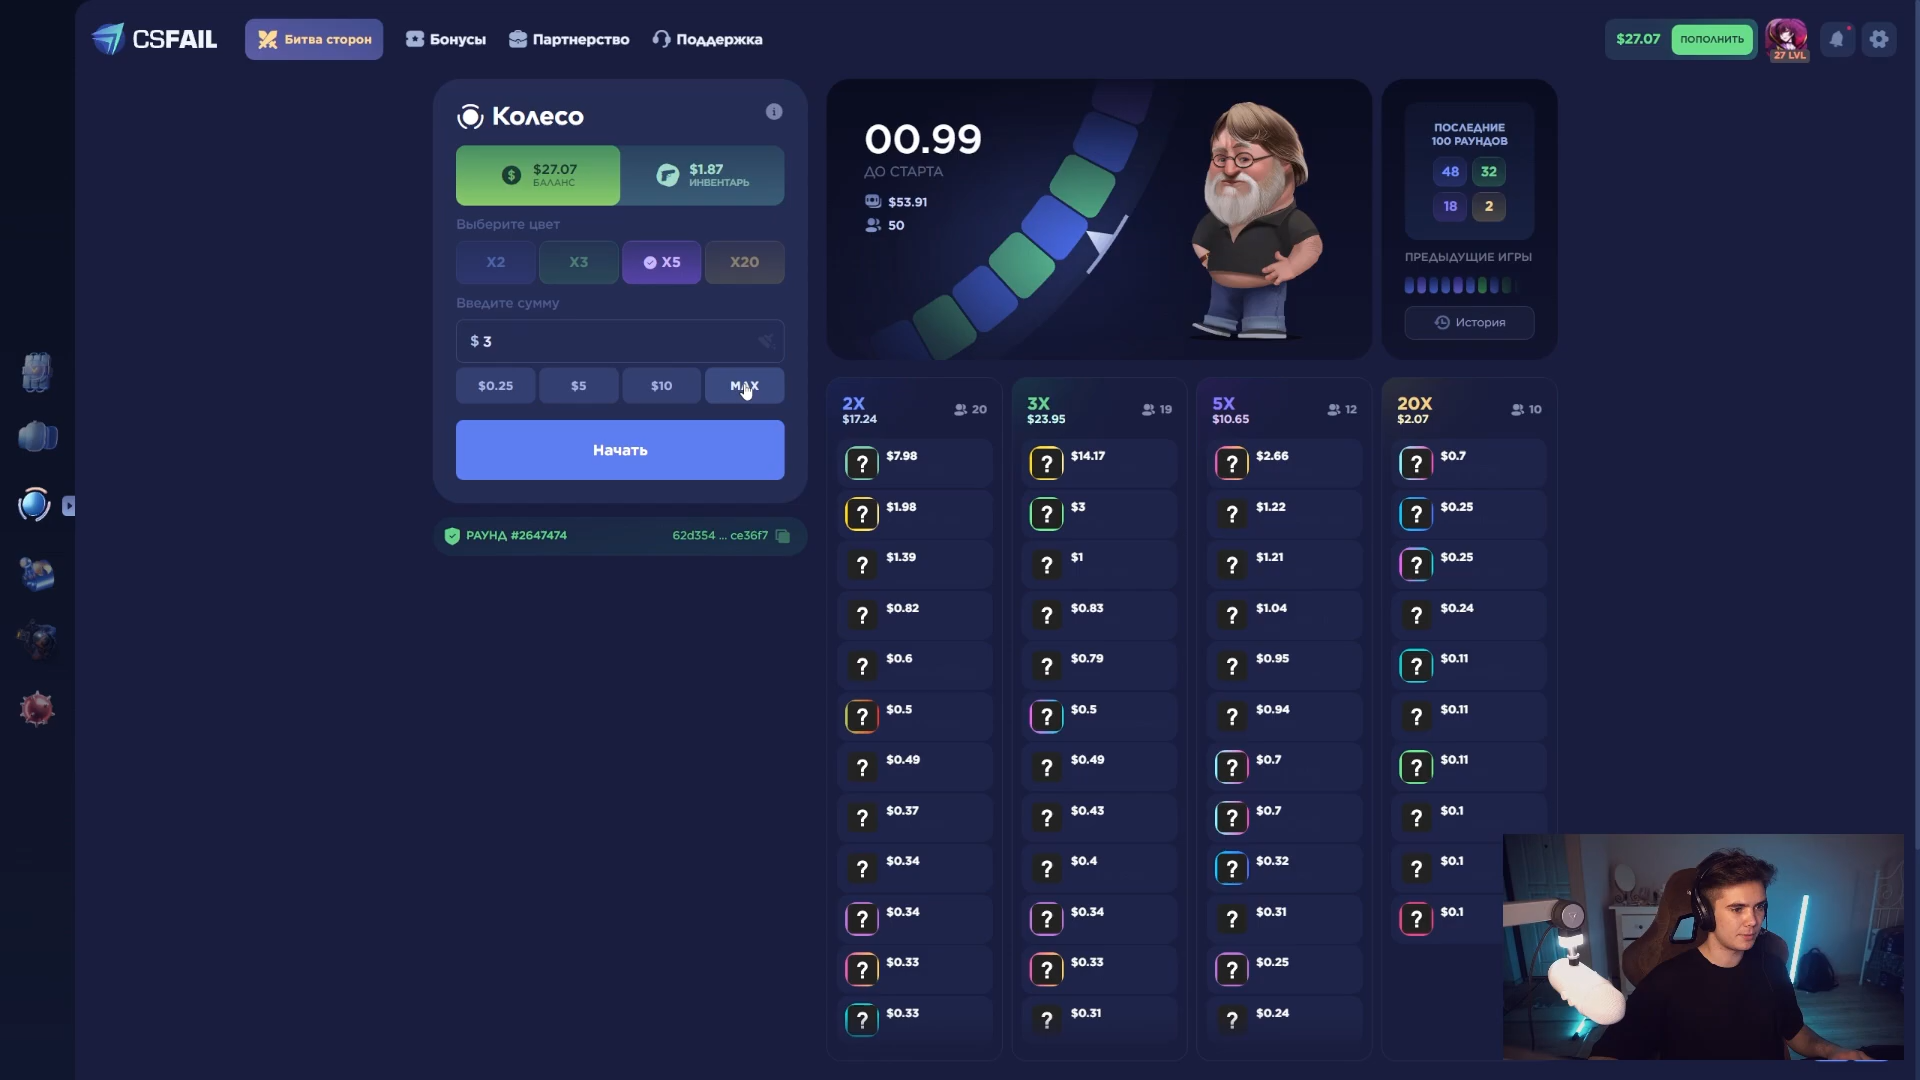 CSFAIL
Битва сторон
Бонусы
Партнерство
Поддержка
$27.07
ПОПОЛНИТЬ
27 LVL
Колесо
$27.07
БАЛАНС
$1.87
ИНВЕНТАРЬ
Выберите цвет
X2
X3
X5
X20
Введите сумму
$ 3
$0.25
$5
$10
MAX
Начать
РАУНД #2647474
62d354 ... ce36f7
00.99
ДО СТАРТА
$53.91
50
ПОСЛЕДНИЕ
100 РАУНДОВ
48
32
18
2
ПРЕДЫДУЩИЕ ИГРЫ
История
2X
$17.24
20
? $7.98
? $1.98
? $1.39
? $0.82
? $0.6
? $0.5
? $0.49
? $0.37
? $0.34
? $0.34
? $0.33
? $0.33
3X
$23.95
19
? $14.17
? $3
? $1
? $0.83
? $0.79
? $0.5
? $0.49
? $0.43
? $0.4
? $0.34
? $0.33
? $0.31
5X
$10.65
12
? $2.66
? $1.22
? $1.21
? $1.04
? $0.95
? $0.94
? $0.7
? $0.7
? $0.32
? $0.31
? $0.25
? $0.24
20X
$2.07
10
? $0.7
? $0.25
? $0.25
? $0.24
? $0.11
? $0.11
? $0.11
? $0.1
? $0.1
? $0.1